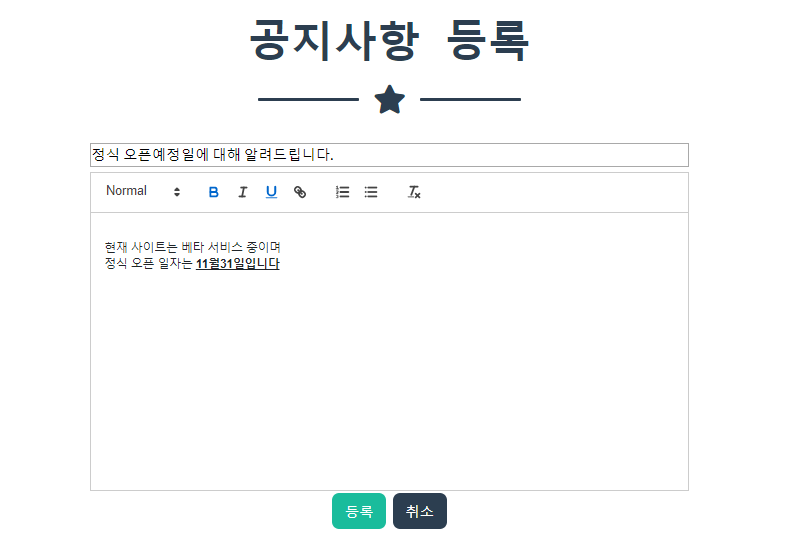 공지사항 등록
정식 오픈예정일에 대해 알려드립니다.
Normal B I U
현재 사이트는 베타 서비스 중이며
정식 오픈 일자는 11월31일입니다
등록 취소